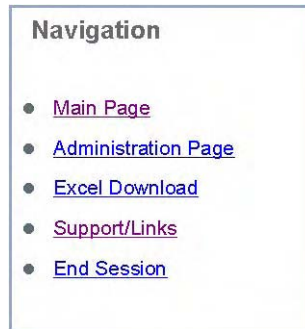 Navigation
Main Page
Administration Page
Excel Download
Support/Links
End Session